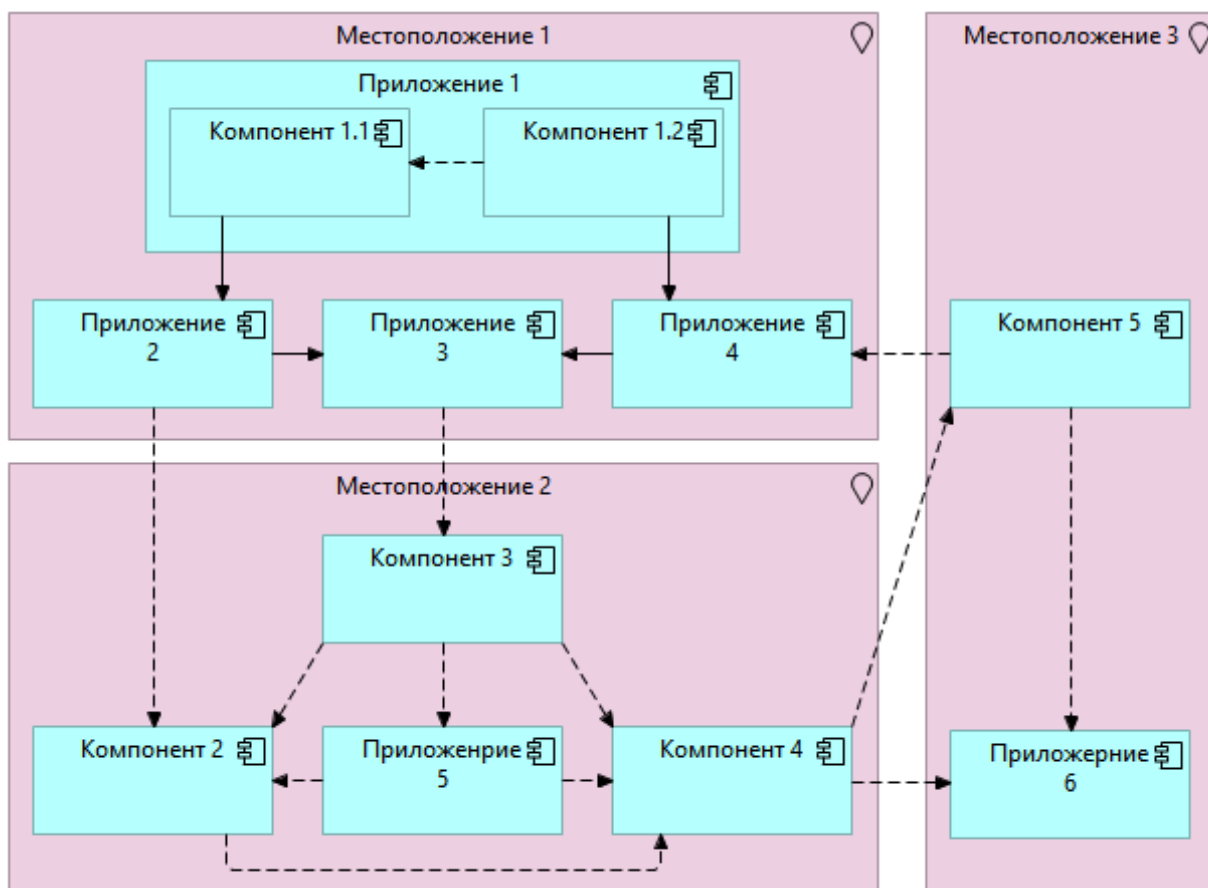 Местоположение 1
Местоположение 3
Приложение 1
Компонент 1.1
Компонент 1.2
Приложение
2
Приложение
3
Приложение
4
Компонент 5
Местоположение 2
Компонент 3
Компонент 2
Приложенрие
5
Компонент 4
Приложерние
6